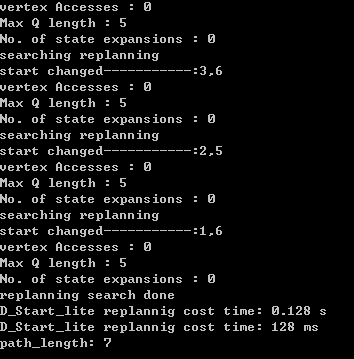 vertex Accesses : 0
Max Q length : 5
No. of state expansions : 0
searching replanning
start changed-----------:3,6
vertex Accesses : 0
Max Q length : 5
No. of state expansions : 0
searching replanning
start changed-----------:2,5
vertex Accesses : 0
Max Q length : 5
No. of state expansions : 0
searching replanning
start changed-----------:1,6
vertex Accesses : 0
Max Q length : 5
No. of state expansions : 0
replanning search done
D_Start_lite replannig cost time: 0.128 s
D_Start_lite replannig cost time: 128 ms
path_length: 7